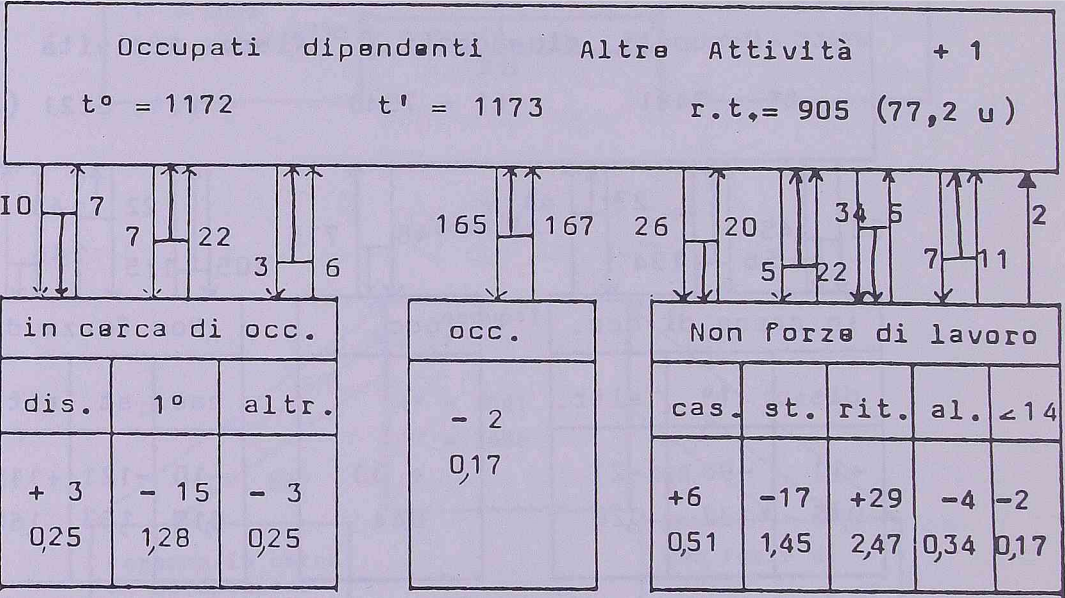 Occupati dipendenti Altre Attività + 1
t° = 1172 t' = 1173 r.t.= 905 (77,2 u)
IO 7 7 22 3 6 165 167 26 20 5 22 34 5 7 11 2
in cerca di occ. occ. Non forze di lavoro
dis. 1° altr. - 2 cas. st. rit. al. <14
0,17
+ 3 - 15 - 3 +6 -17 +29 -4 -2
0,25 1,28 0,25 0,51 1,45 2,47 0,34 0,17